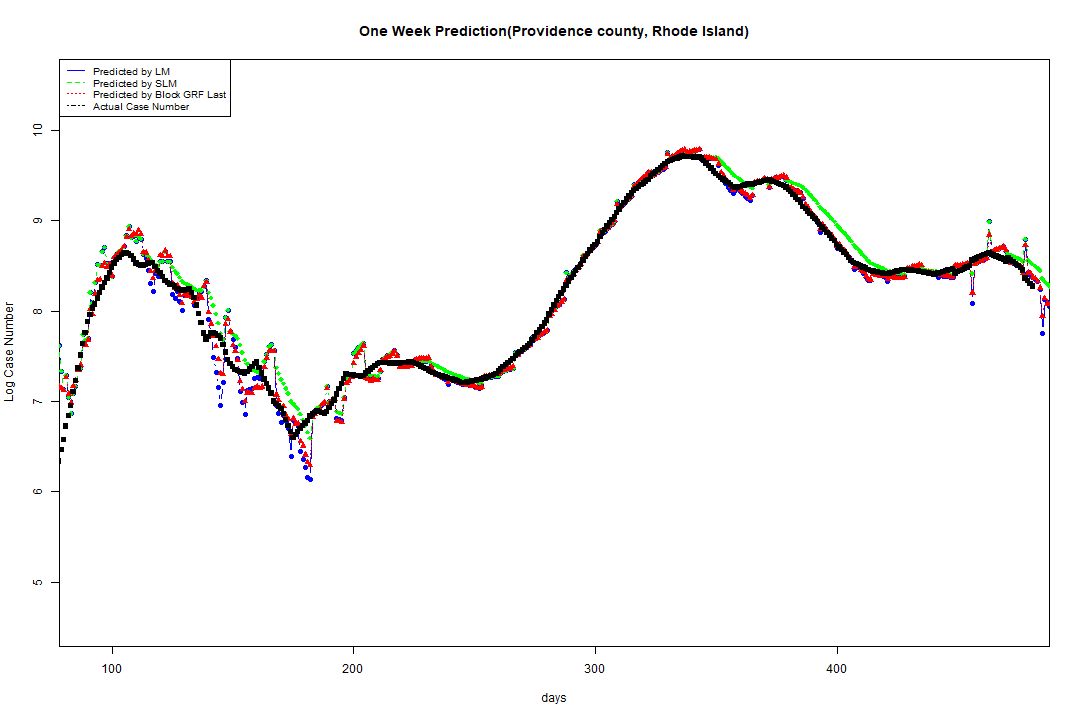 One Week Prediction(Providence county, Rhode Island)
Predicted by LM
Predicted by SLM
Predicted by Block GRF Last
Actual Case Number
10
9
8
7
6
5
Log Case Number
100 200 300 400
days